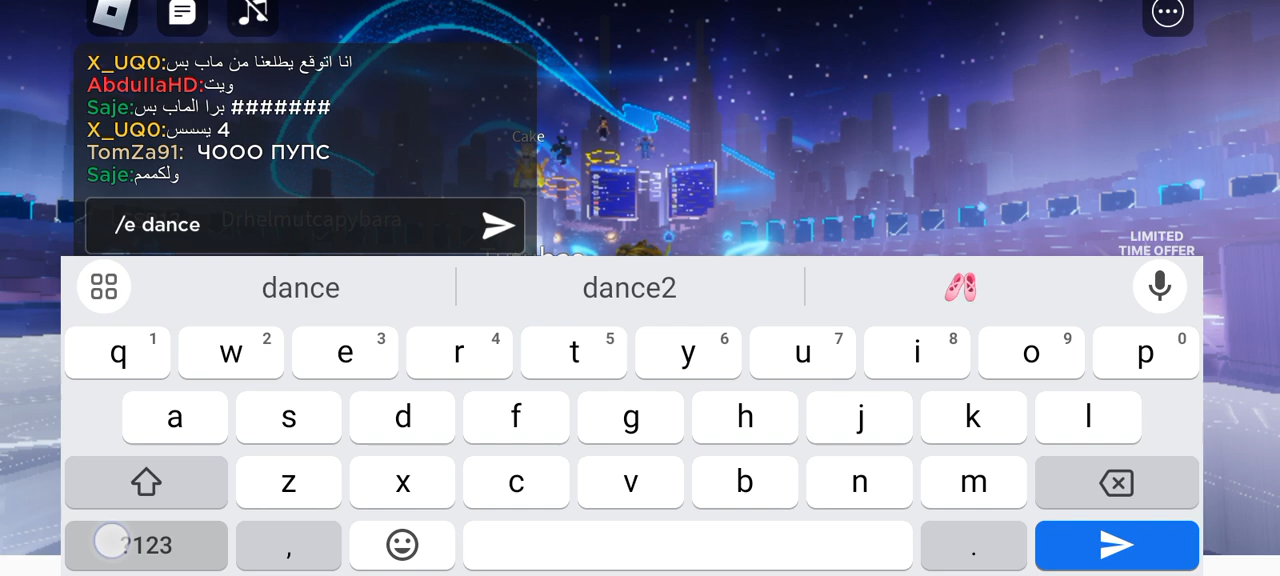 X_UQ0:انا اتوقع يطلعنا من ماب بس
AbdullaHD:ويت
Saje:برا الماب بس #######
X_UQ0:يسسس 4
TomZa91: ЧООО ПУПС
Saje:ولكممم
Cake
/e dance
Drhelmutcapybara
LIMITED
TIME OFFER
dance dance2
q 1 w 2 e 3 r 4 t 5 y 6 u 7 i 8 o 9 p 0
a s d f g h j k l
z x c v b n m
?123 , .